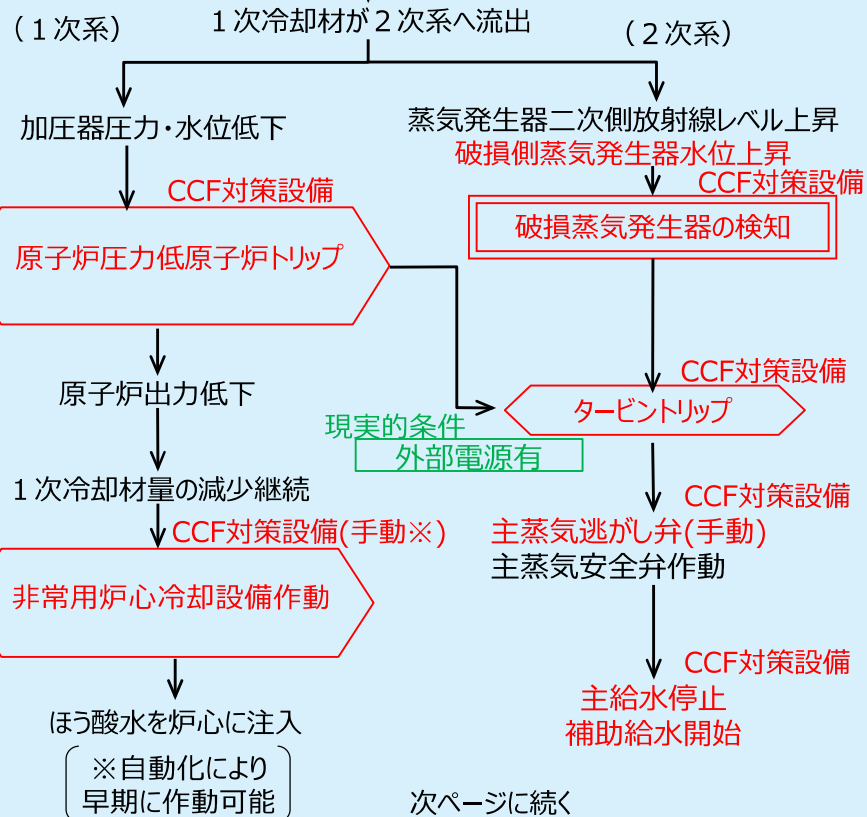 １次冷却材が２次系へ流出
（１次系）
加圧器圧力・水位低下
CCF対策設備
原子炉圧力低原子炉トリップ
原子炉出力低下
１次冷却材量の減少継続
CCF対策設備(手動※)
非常用炉心冷却設備作動
ほう酸水を炉心に注入
※自動化により
早期に作動可能
（２次系）
蒸気発生器二次側放射線レベル上昇
破損側蒸気発生器水位上昇
CCF対策設備
破損蒸気発生器の検知
CCF対策設備
タービントリップ
現実的条件
外部電源有
CCF対策設備
主蒸気逃がし弁(手動)
主蒸気安全弁作動
CCF対策設備
主給水停止
補助給水開始
次ページに続く